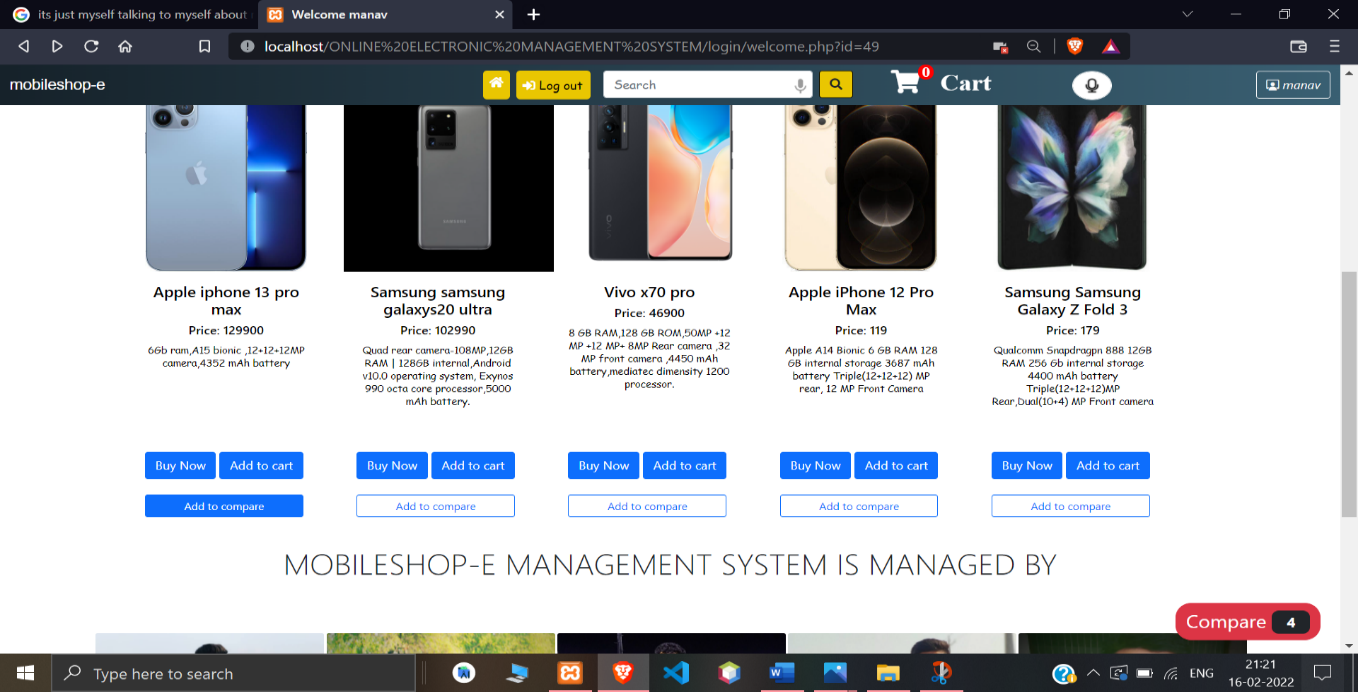 its just myself talking to myself about
Welcome manav
localhost/ONLINE%20ELECTRONIC%20MANAGEMENT%20SYSTEM/login/welcome.php?id=49
mobileshop-e
Log out
Search
0
Cart
manav
SAMSUNG
vivo
Apple iphone 13 pro
max
Price: 129900
6Gb ram,A15 bionic ,12+12+12MP
camera,4352 mAh battery
Samsung samsung
galaxys20 ultra
Price: 102990
Quad rear camera-108MP,12GB
RAM | 128GB internal,Android
v10.0 operating system, Exynos
990 octa core processor,5000
mAh battery.
Vivo x70 pro
Price: 46900
8 GB RAM,128 GB ROM,50MP +12
MP +12 MP+ 8MP Rear camera ,32
MP front camera ,4450 mAh
battery,mediatec dimensity 1200
processor.
Apple iPhone 12 Pro
Max
Price: 119
Apple A14 Bionic 6 GB RAM 128
GB internal storage 3687 mAh
battery Triple(12+12+12) MP
rear, 12 MP Front Camera
Samsung Samsung
Galaxy Z Fold 3
Price: 179
Qualcomm Snapdragpn 888 12GB
RAM 256 Gb internal storage
4400 mAh battery
Triple(12+12+12)MP
Rear,Dual(10+4) MP Front camera
Buy Now Add to cart
Buy Now Add to cart
Buy Now Add to cart
Buy Now Add to cart
Buy Now Add to cart
Add to compare
Add to compare
Add to compare
Add to compare
Add to compare
MOBILESHOP-E MANAGEMENT SYSTEM IS MANAGED BY
Compare 4
Type here to search
ENG
21:21
16-02-2022